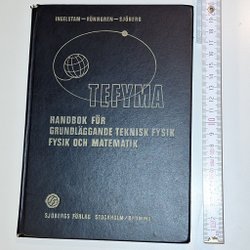 INGELSTAM—RÖNNGREN—SJÖBERG
TEFYMA
HANDBOK FÖR
GRUNDLÄGGANDE TEKNISK FYSIK
FYSIK OCH MATEMATIK
SJÖBERGS FÖRLAG STOCKHOLM/BROMMA